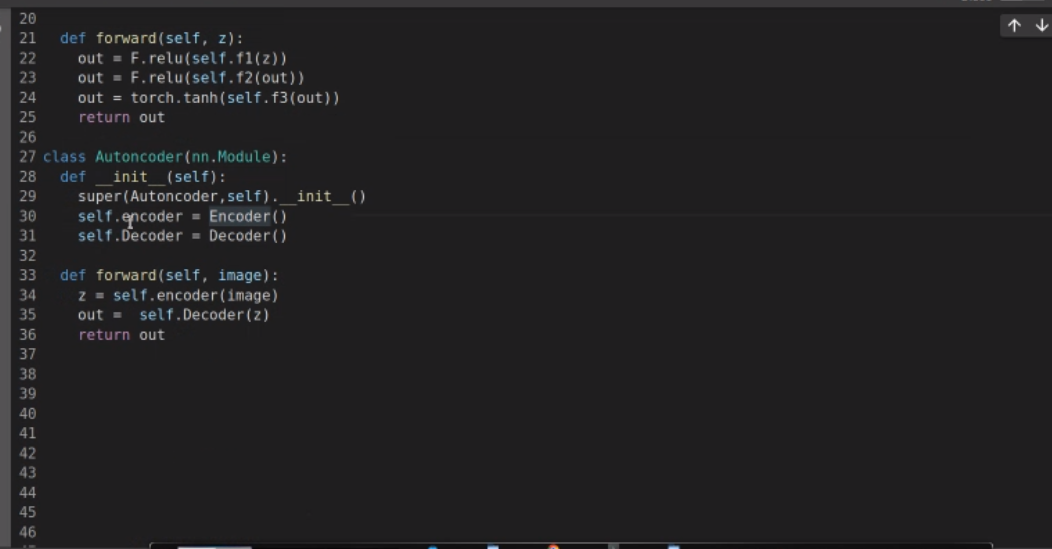 20
21 def forward(self, z):
22 out = F.relu(self.f1(z))
23 out = F.relu(self.f2(out))
24 out = torch.tanh(self.f3(out))
25 return out
26
27 class Autoncoder(nn.Module):
28 def __init__(self):
29 super(Autoncoder,self).__init__()
30 self.encoder = Encoder()
31 self.Decoder = Decoder()
32
33 def forward(self, image):
34 z = self.encoder(image)
35 out =  self.Decoder(z)
36 return out
37
38
39
40
41
42
43
44
45
46